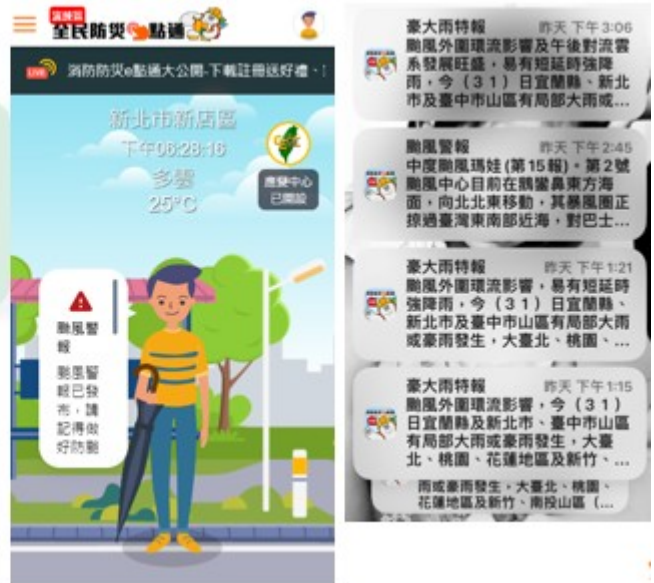 全民防災e點通
LIVE 消防防災e點通大公開-下載註冊送好禮、
新北市新店區
下午06:28:16
多雲
25°C
應變中心
已開設
颱風警
報
颱風警
報已發
布，請
記得做
好防颱
豪大雨特報 昨天 下午3:06
颱風外圍環流影響及午後對流雲
系發展旺盛，易有短延時強降
雨，今（31）日宜蘭縣、新北
市及臺中市山區有局部大雨或...
颱風警報 昨天 下午2:45
中度颱風瑪娃(第15報)。第2號
颱風中心目前在鵝鑾鼻東方海
面，向北北東移動，其暴風圈正
掠過臺灣東南部近海，對巴士...
豪大雨特報 昨天 下午1:21
颱風外圍環流影響，易有短延時
強降雨，今（31）日宜蘭縣、
新北市及臺中市山區有局部大雨
或豪雨發生，大臺北、桃園、...
豪大雨特報 昨天 下午1:15
颱風外圍環流影響，今（31）
日宜蘭縣及新北市、臺中市山區
有局部大雨或豪雨發生，大臺
北、桃園、花蓮地區及新竹、...
雨或豪雨發生，大臺北、桃園、
花蓮地區及新竹、南投山區（...